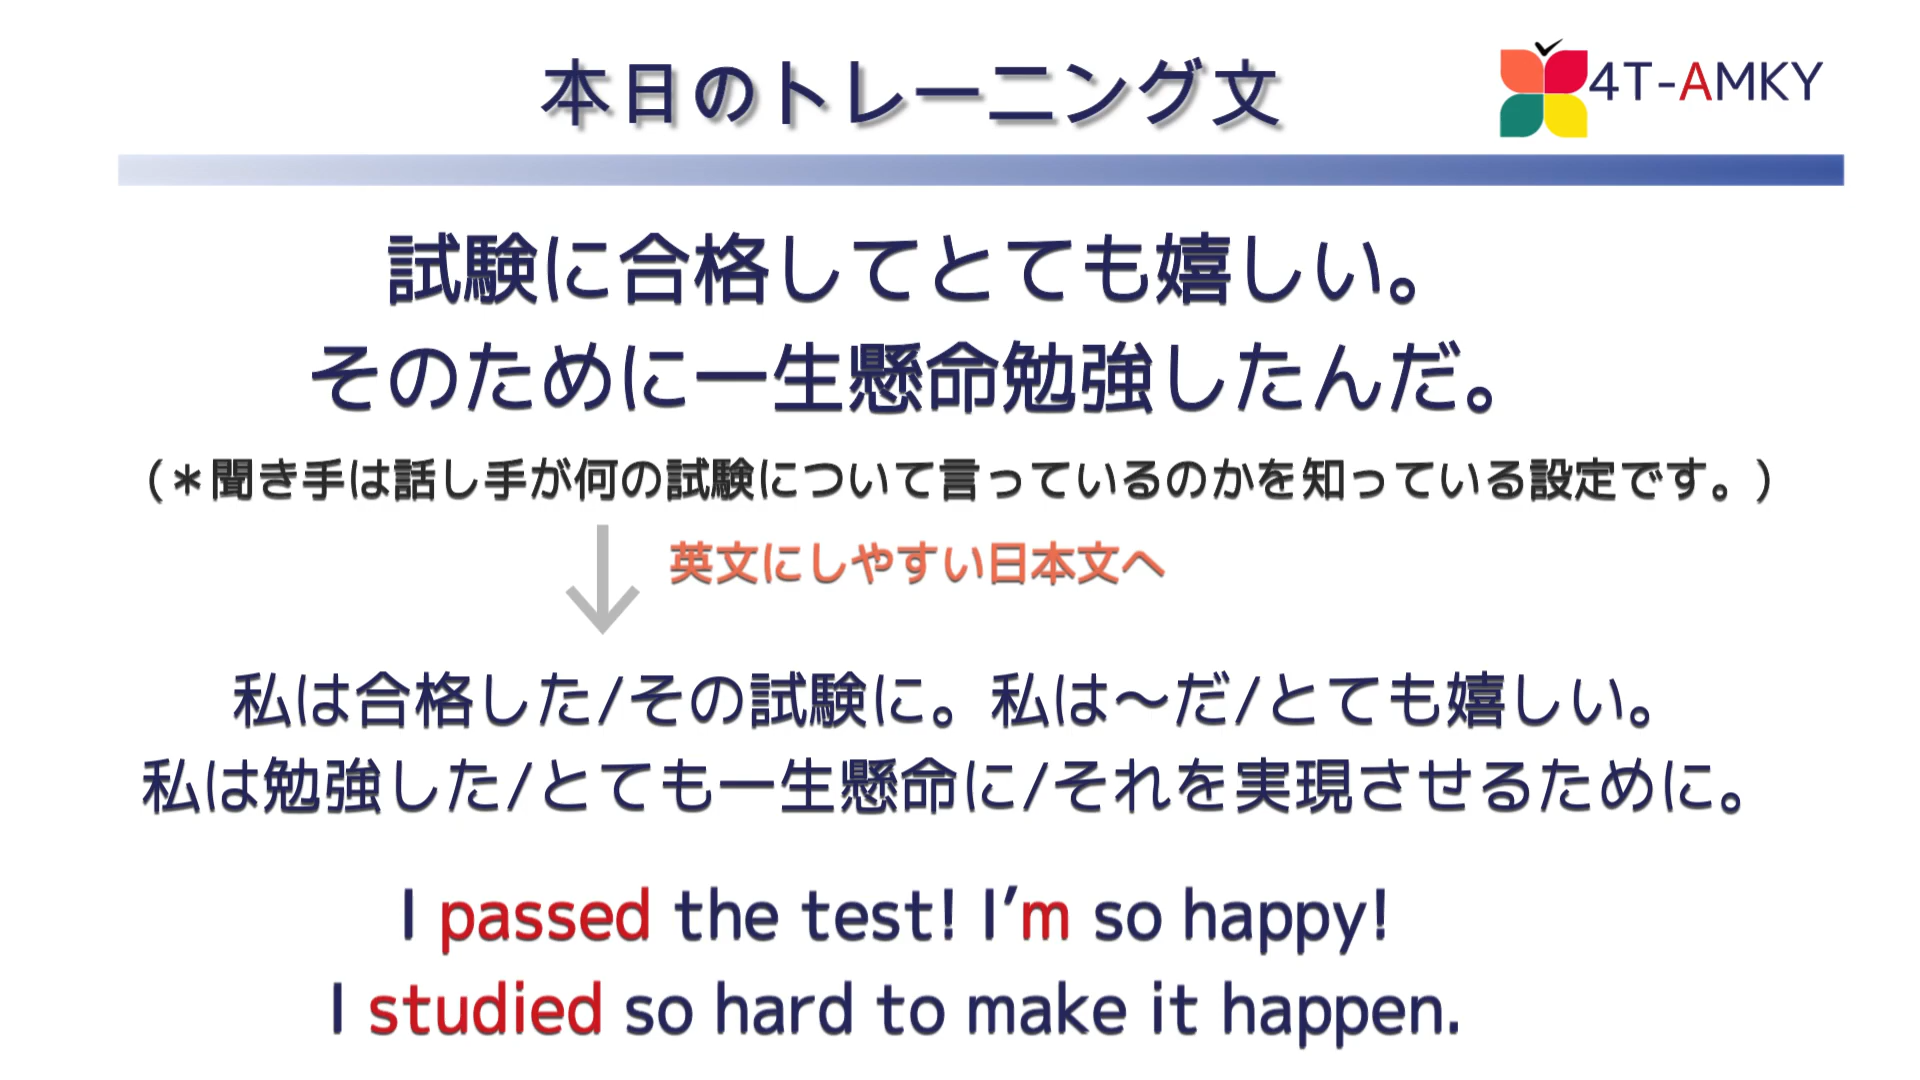 本日のトレーニング文
4T-AMKY
試験に合格してとても嬉しい。
そのために一生懸命勉強したんだ。
（＊聞き手は話し手が何の試験について言っているのかを知っている設定です。）
英文にしやすい日本文へ
私は合格した/その試験に。私は〜だ/とても嬉しい。
私は勉強した/とても一生懸命に/それを実現させるために。
I passed the test! I’m so happy!
I studied so hard to make it happen.